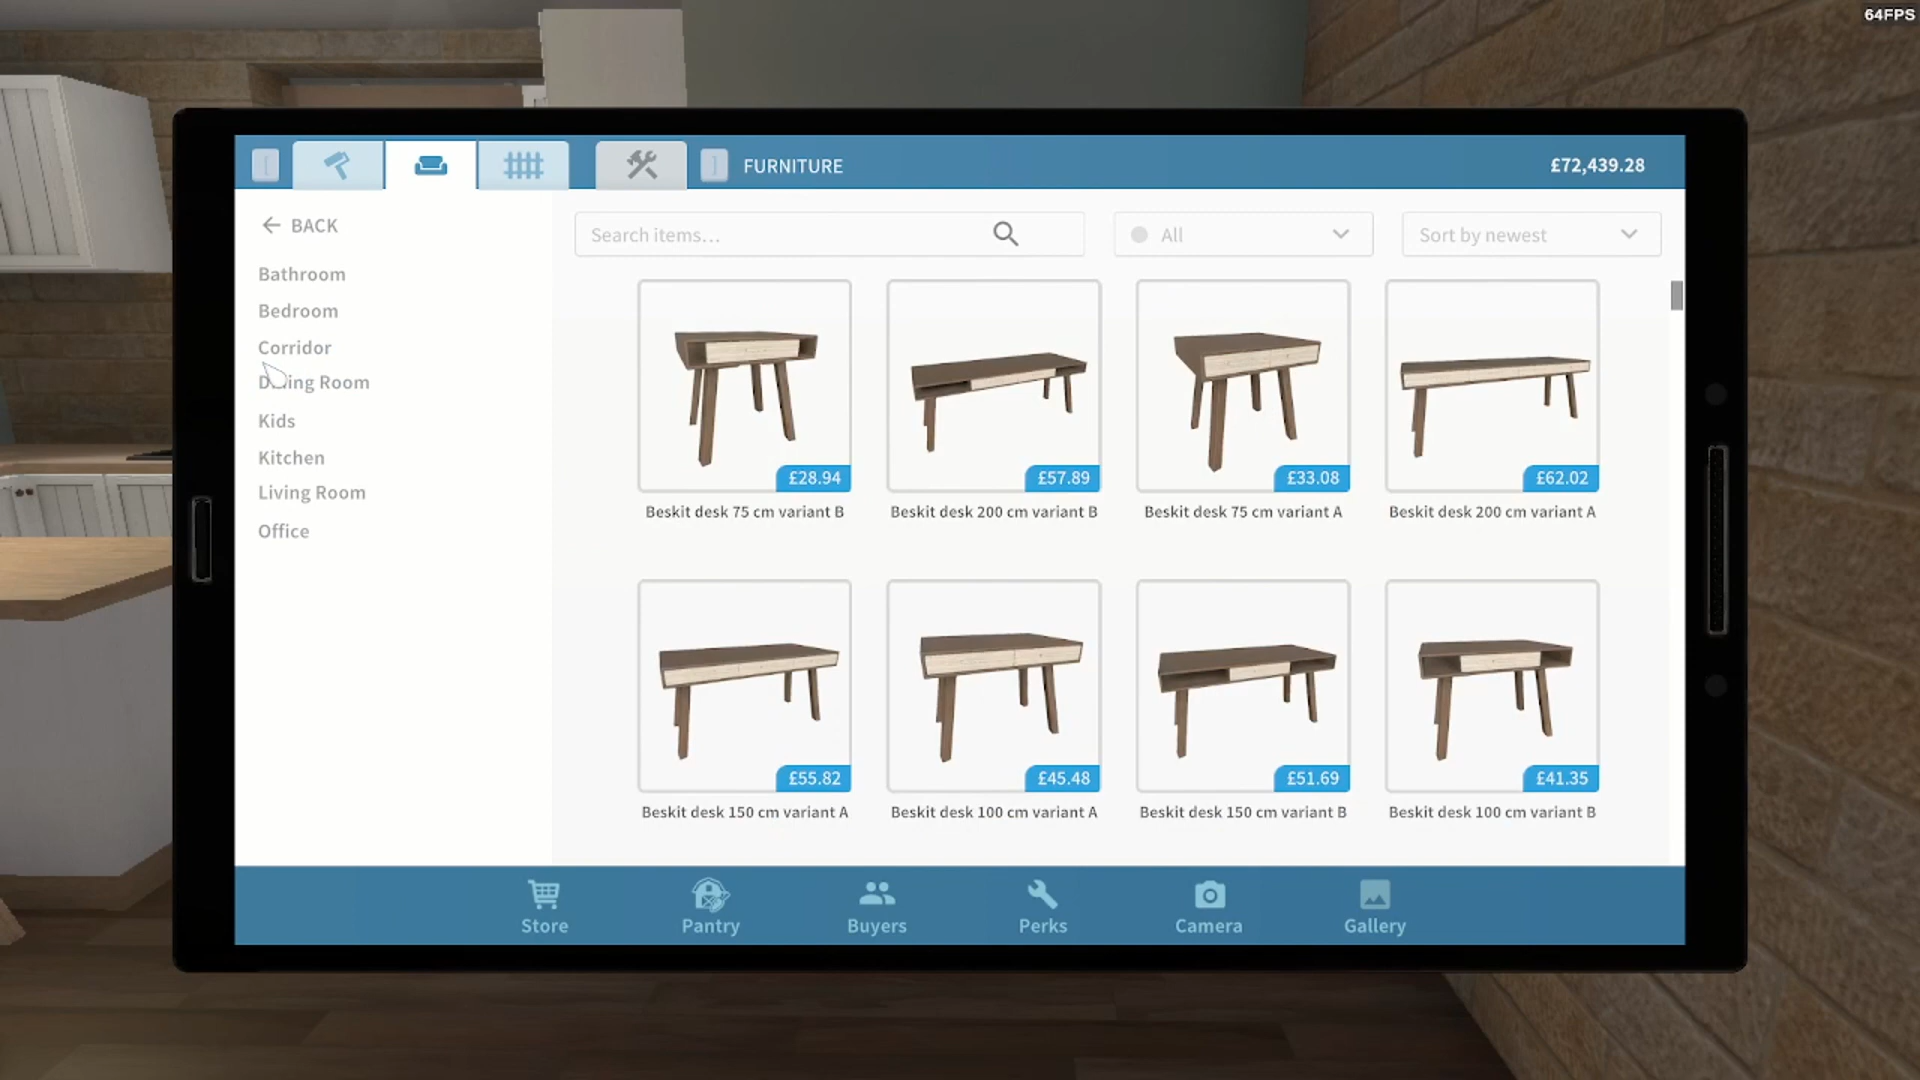 64FPS
FURNITURE
£72,439.28
BACK
Search items...
All
Sort by newest
Bathroom
Bedroom
Corridor
Dining Room
Kids
Kitchen
Living Room
Office
£28.94
£57.89
£33.08
£62.02
Beskit desk 75 cm variant B
Beskit desk 200 cm variant B
Beskit desk 75 cm variant A
Beskit desk 200 cm variant A
£55.82
£45.48
£51.69
£41.35
Beskit desk 150 cm variant A
Beskit desk 100 cm variant A
Beskit desk 150 cm variant B
Beskit desk 100 cm variant B
Store
Pantry
Buyers
Perks
Camera
Gallery